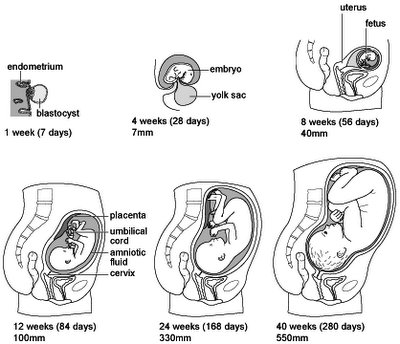 endometrium
blastocyst
1 week (7 days)
embryo
yolk sac
4 weeks (28 days)
7mm
uterus
fetus
8 weeks (56 days)
40mm
placenta
umbilical
cord
amniotic
fluid
cervix
12 weeks (84 days)
100mm
24 weeks (168 days)
330mm
40 weeks (280 days)
550mm